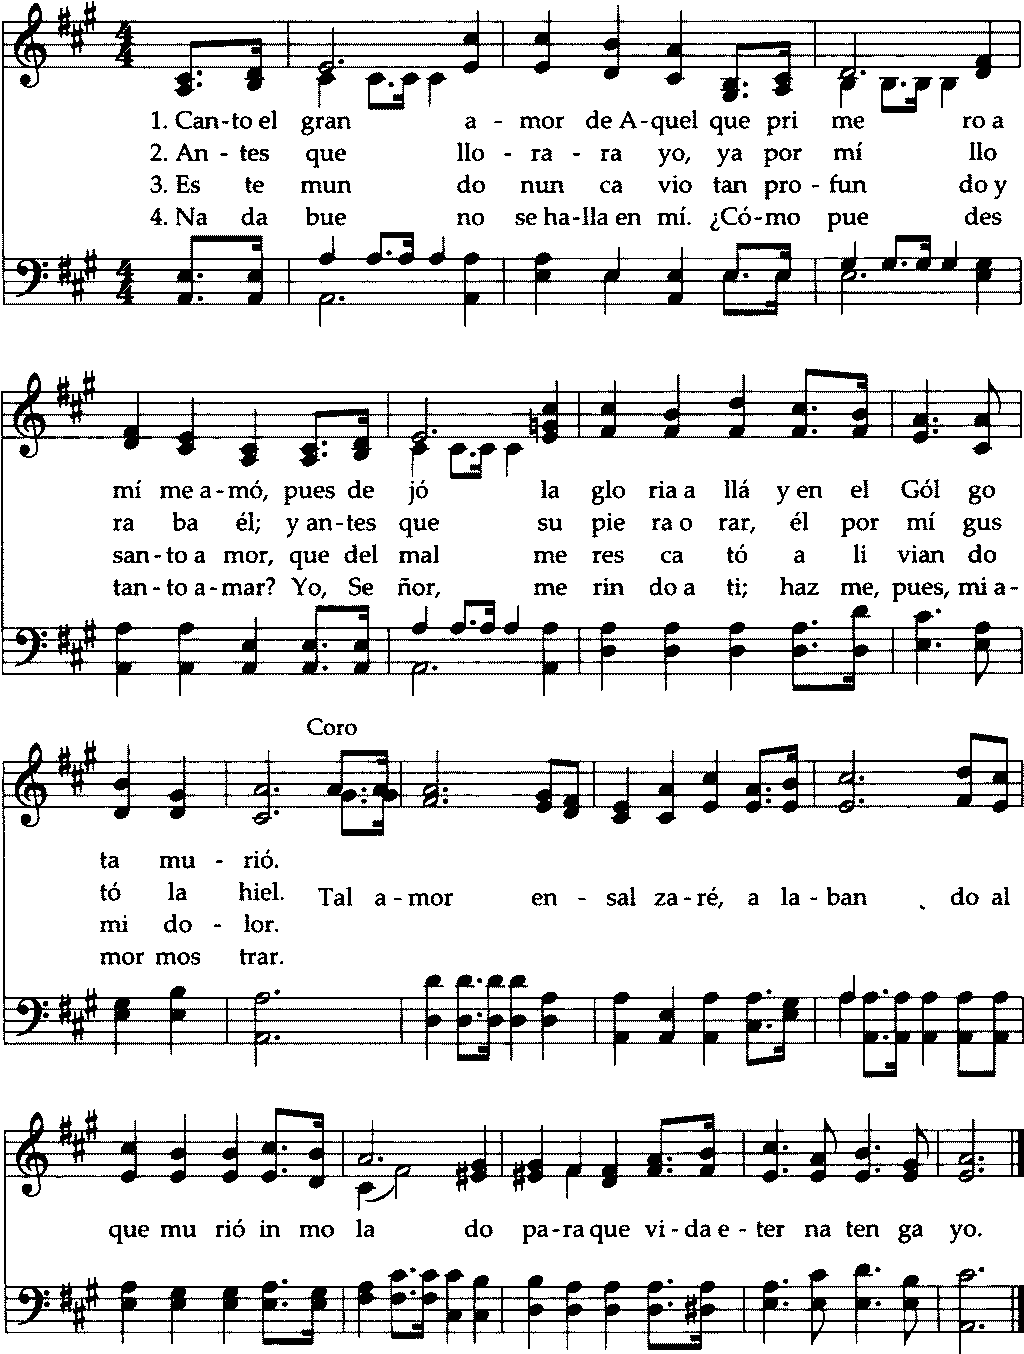 1. Can-to el gran a - mor de A-quel que pri me ro a
2. An - tes que llo - ra - ra yo, ya por mí llo
3. Es te mun do nun ca vio tan pro - fun do y
4. Na da bue no se ha-lla en mí. ¿Có-mo pue des
mí me a-mó, pues de jó la glo ria a llá y en el Gól go
ra ba él; y an-tes que su pie ra o rar, él por mí gus
san-to a mor, que del mal me res ca tó a li vian do
tan-to a-mar? Yo, Se ñor, me rin do a ti; haz me, pues, mi a-
Coro
ta mu - rió.
tó la hiel.
mi do - lor.
mor mos trar.
Tal a-mor en - sal za-ré, a la-ban do al
que mu rió in mo la do pa-ra que vi-da e-ter na ten ga yo.